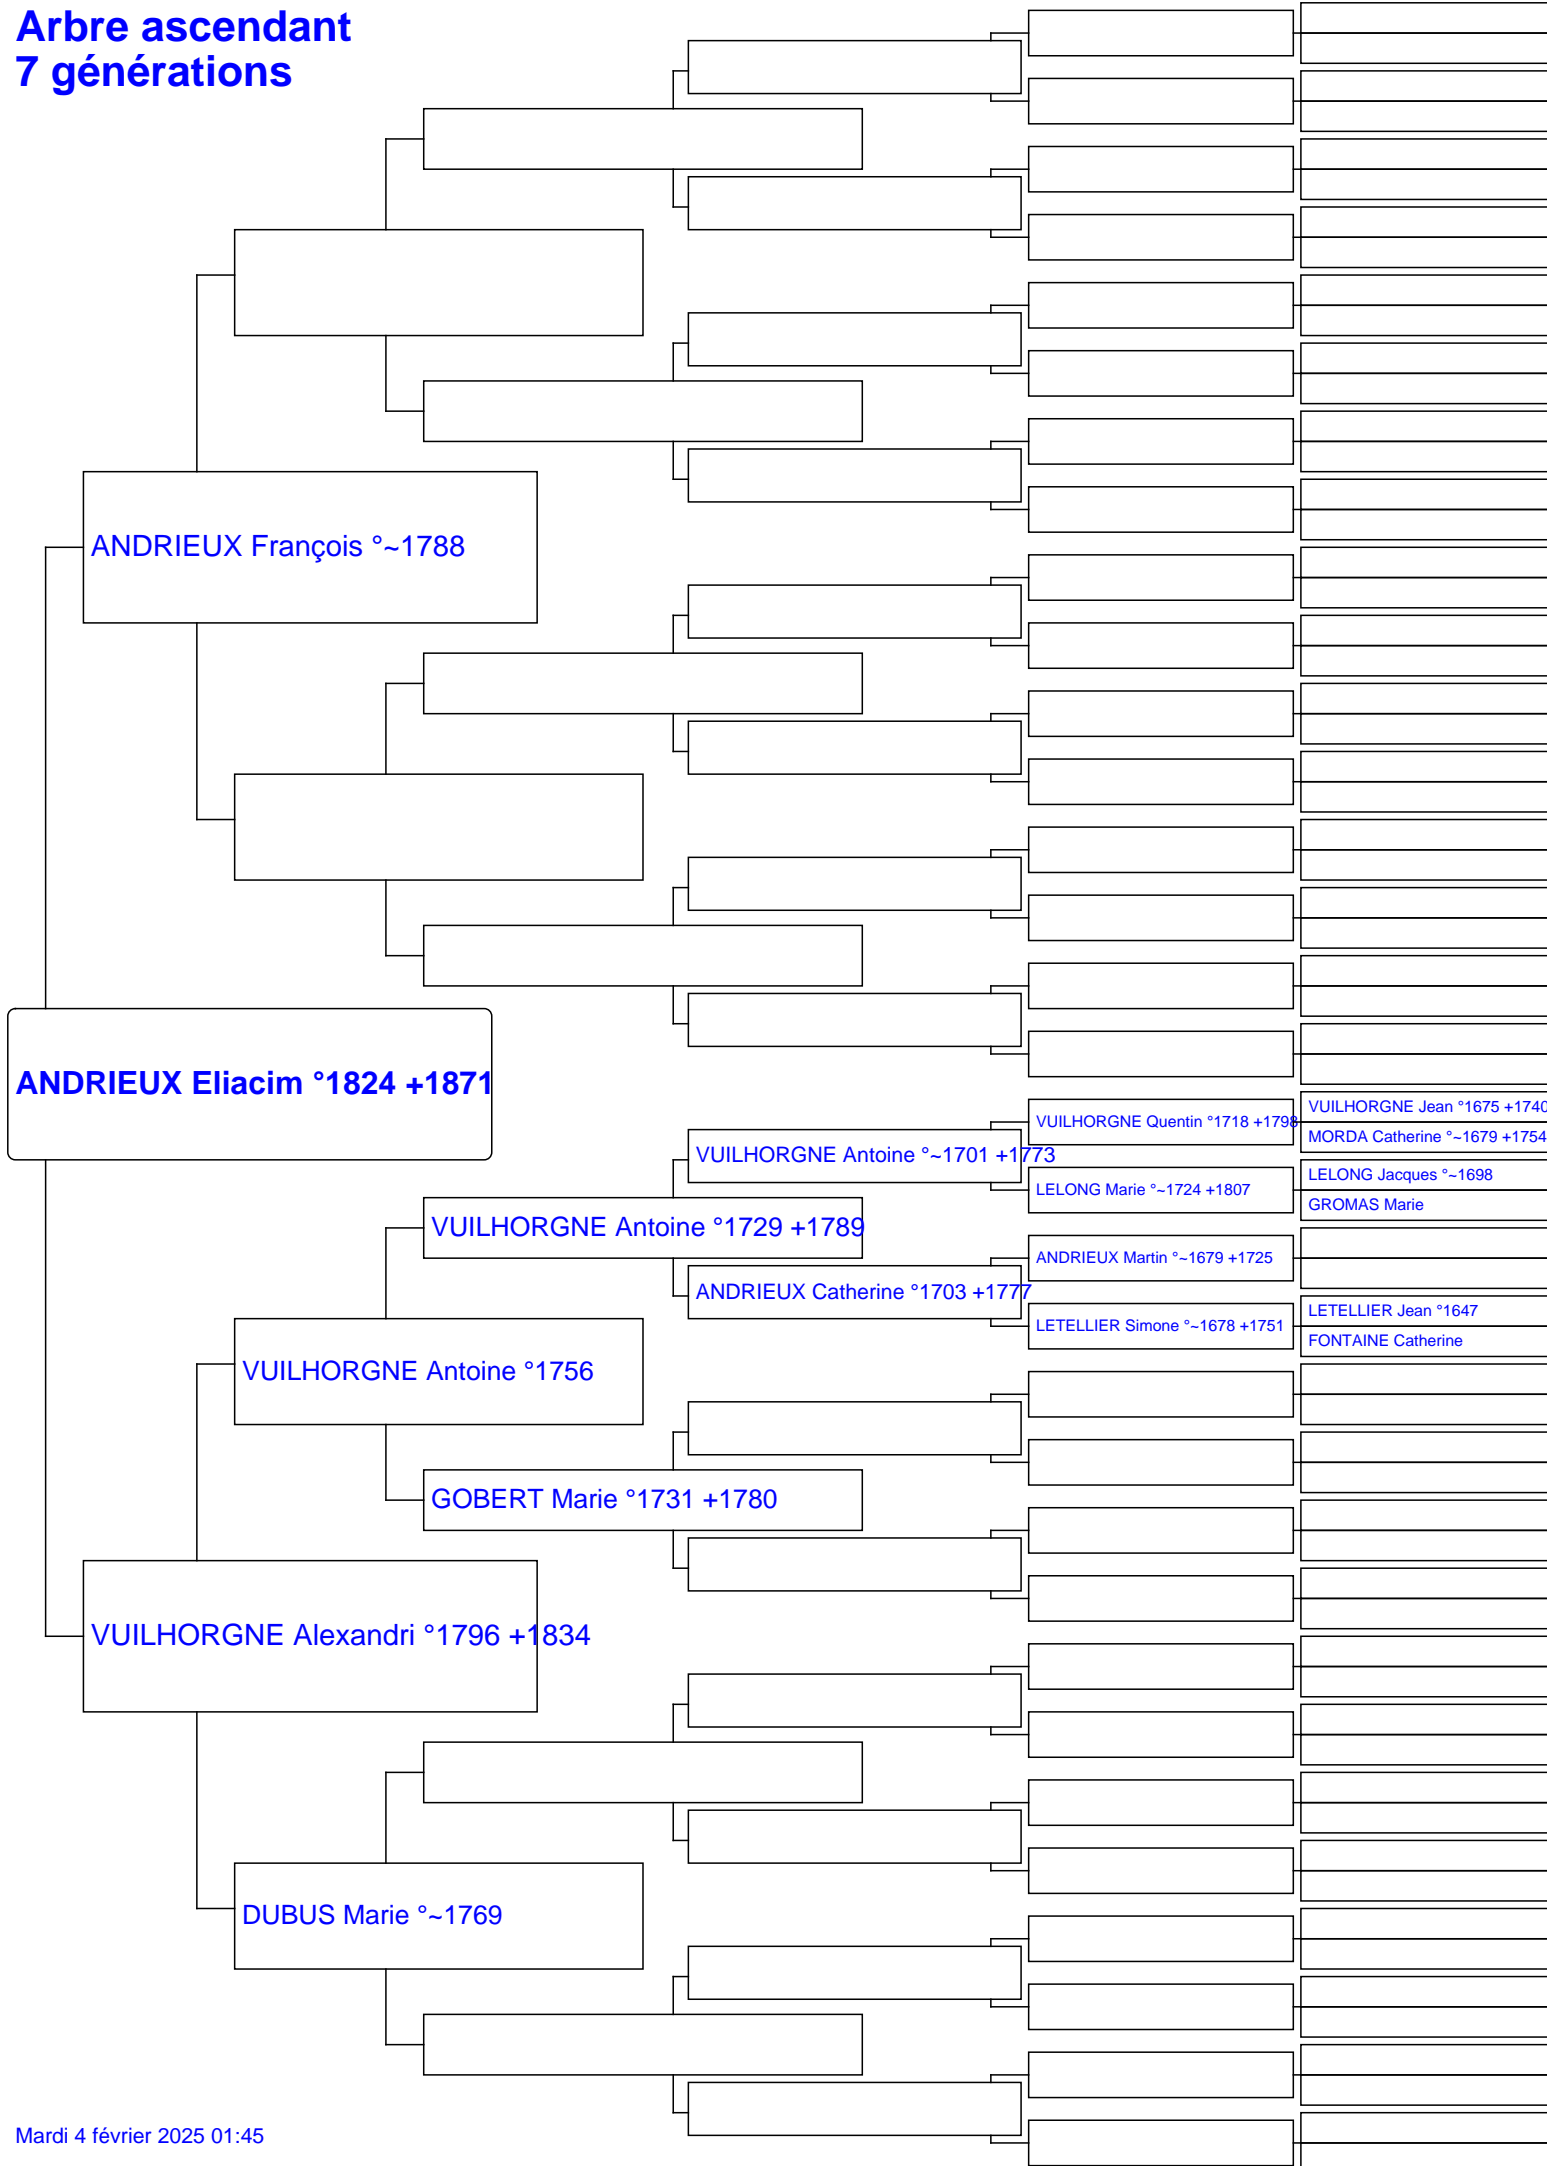 Arbre ascendant
7 générations
ANDRIEUX François °~1788
ANDRIEUX Eliacim °1824 +1871
VUILHORGNE Quentin °1718 +1798
VUILHORGNE Jean °1675 +1740
MORDA Catherine °~1679 +1754
VUILHORGNE Antoine °~1701 +1773
LELONG Marie °~1724 +1807
LELONG Jacques °~1698
GROMAS Marie
VUILHORGNE Antoine °1729 +1789
ANDRIEUX Martin °~1679 +1725
ANDRIEUX Catherine °1703 +1777
LETELLIER Simone °~1678 +1751
LETELLIER Jean °1647
FONTAINE Catherine
VUILHORGNE Antoine °1756
GOBERT Marie °1731 +1780
VUILHORGNE Alexandri °1796 +1834
DUBUS Marie °~1769
Mardi 4 février 2025 01:45